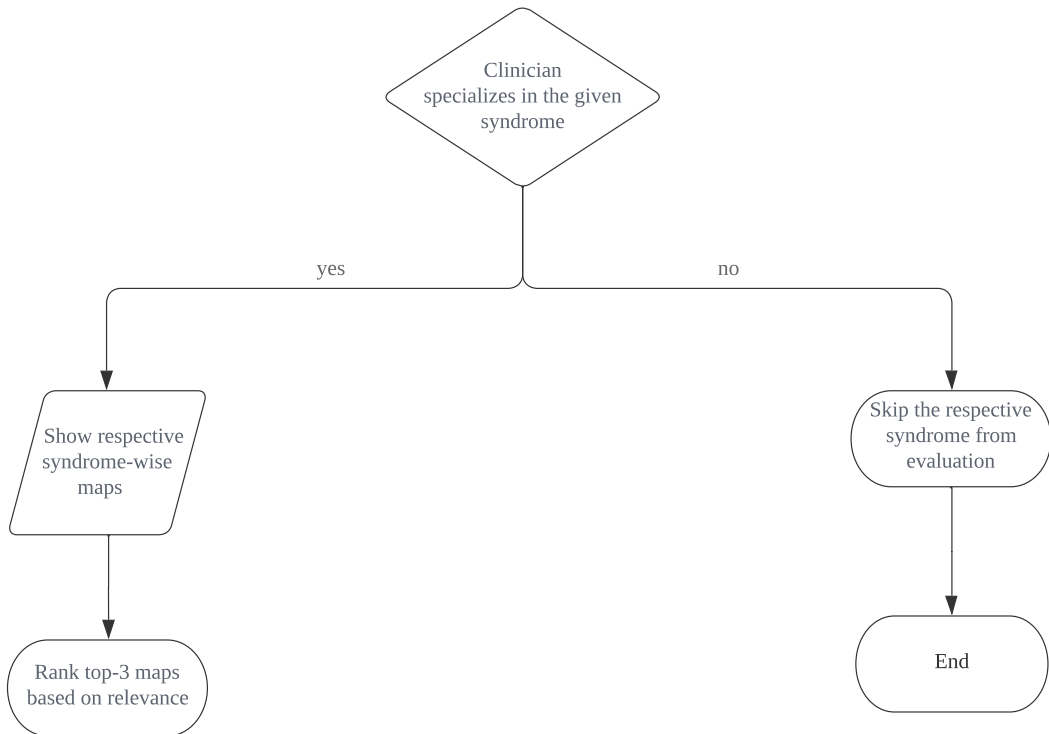 Clinician
specializes in the given
syndrome
yes
no
Show respective
syndrome-wise
maps
Skip the respective
syndrome from
evaluation
Rank top-3 maps
based on relevance
End